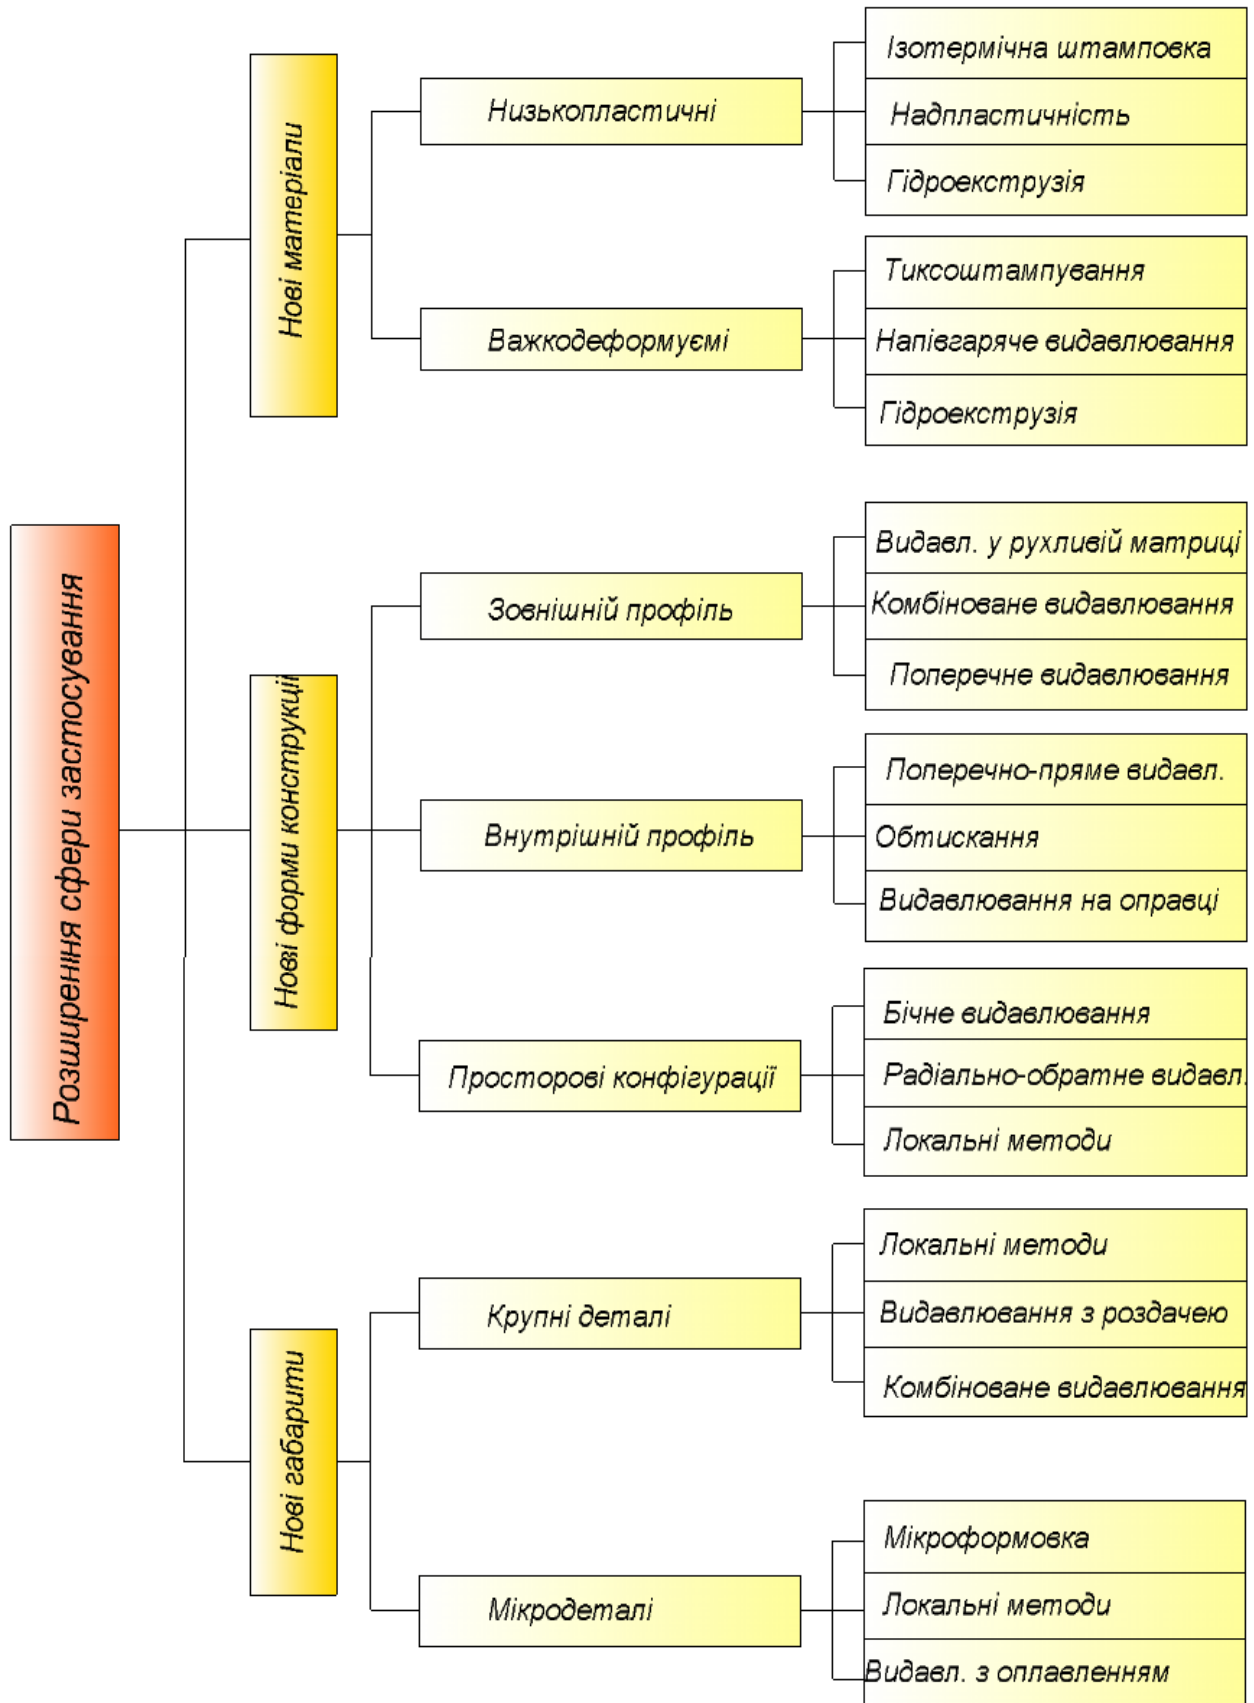 Розширення сфери застосування
Нові матеріали
Низькопластичні
Ізотермічна штамповка
Надпластичність
Гідроекструзія
Важкодеформуємі
Тиксоштампування
Напівгаряче видавлювання
Гідроекструзія
Нові форми конструкції
Зовнішній профіль
Видавл. у рухливій матриці
Комбіноване видавлювання
Поперечне видавлювання
Внутрішній профіль
Поперечно-пряме видавл.
Обтискання
Видавлювання на оправці
Просторові конфігурації
Бічне видавлювання
Радіально-обратне видавл.
Локальні методи
Нові габарити
Крупні деталі
Локальні методи
Видавлювання з роздачею
Комбіноване видавлювання
Мікродеталі
Мікроформовка
Локальні методи
Видавл. з оплавленням